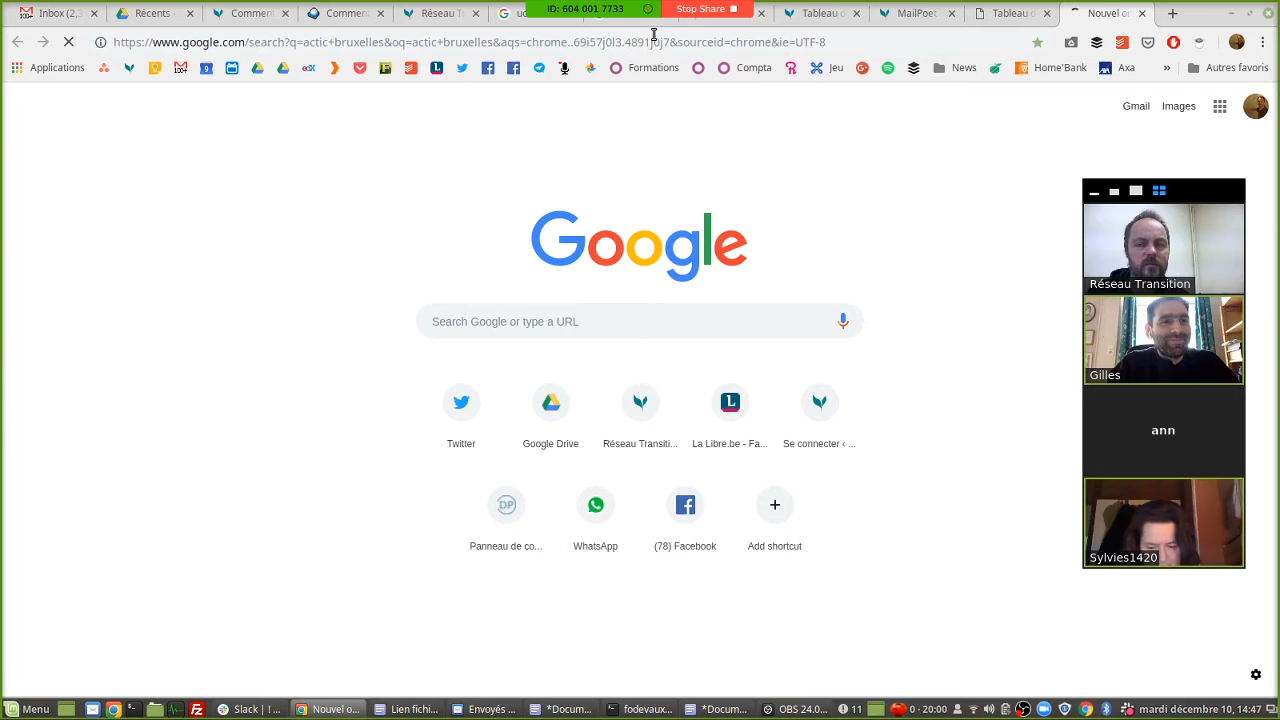 ID: 604 001 7733 Stop Share
Inbox (2,3 Récents - Comment Comment Réseau Tr Tableau d MailPoet Tableau d Nouvel on
https://www.google.com/search?q=actic+bruxelles&oq=actic+bruxelles&aqs=chrome..69i57j0l3.4891j0j7&sourceid=chrome&ie=UTF-8
Applications Formations Compta Jeu News Home'Bank Axa » Autres favoris
Gmail Images
Google
Search Google or type a URL
Twitter Google Drive Réseau Transiti... La Libre.be - Fa... Se connecter ‹ ...
Panneau de co... WhatsApp (78) Facebook Add shortcut
Réseau Transition
Gilles
ann
Sylvies1420
Menu Slack | ! ... Nouvel o... Lien fichi... Envoyés ... *Docum... fodevaux... *Docum... OBS 24.0... 11 0 - 20:00 mardi décembre 10, 14:47